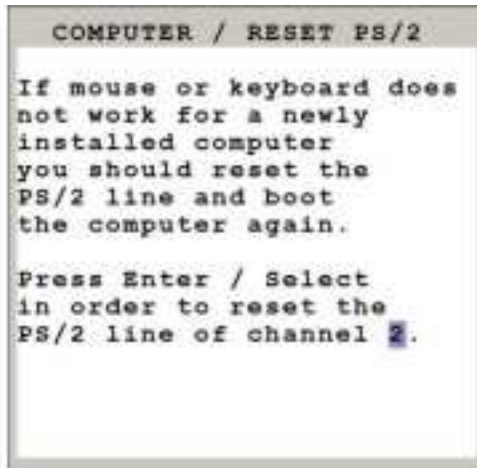 COMPUTER / RESET PS/2
If mouse or keyboard does
not work for a newly
installed computer
you should reset the
PS/2 line and boot
the computer again.
Press Enter / Select
in order to reset the
PS/2 line of channel 2.